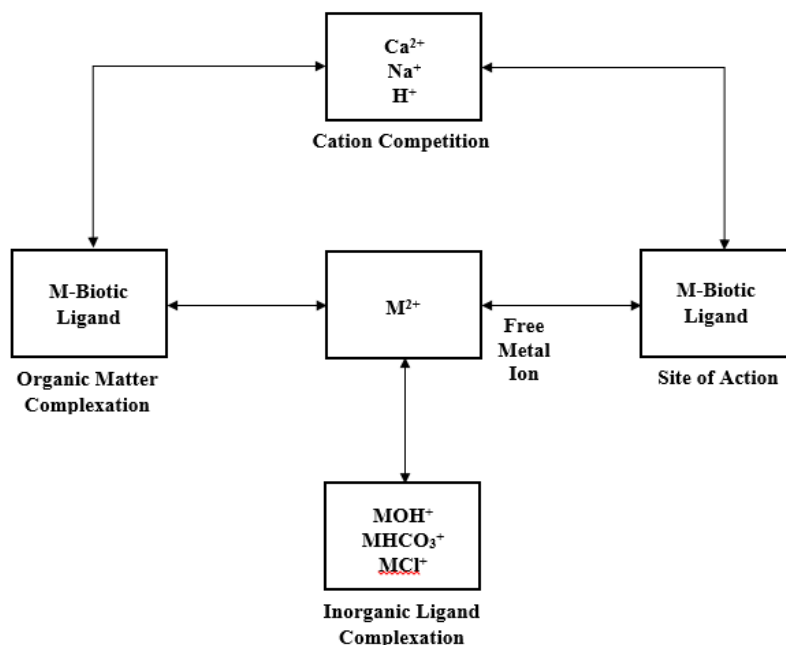 Ca²⁺
Na⁺
H⁺
Cation Competition
M-Biotic
Ligand
Organic Matter
Complexation
M²⁺
Free
Metal
Ion
M-Biotic
Ligand
Site of Action
MOH⁺
MHCO₃⁺
MCl⁺
Inorganic Ligand
Complexation